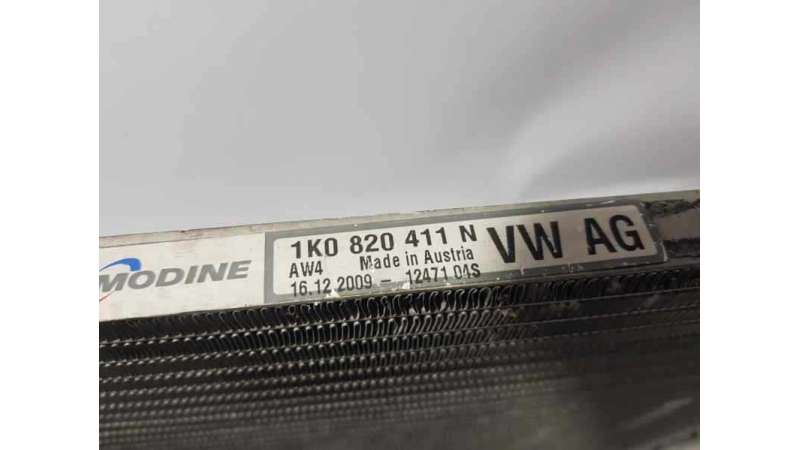 MODINE
1K0 820 411 N
VW AG
AW4 Made in Austria
16.12 2009 - 12471 04S